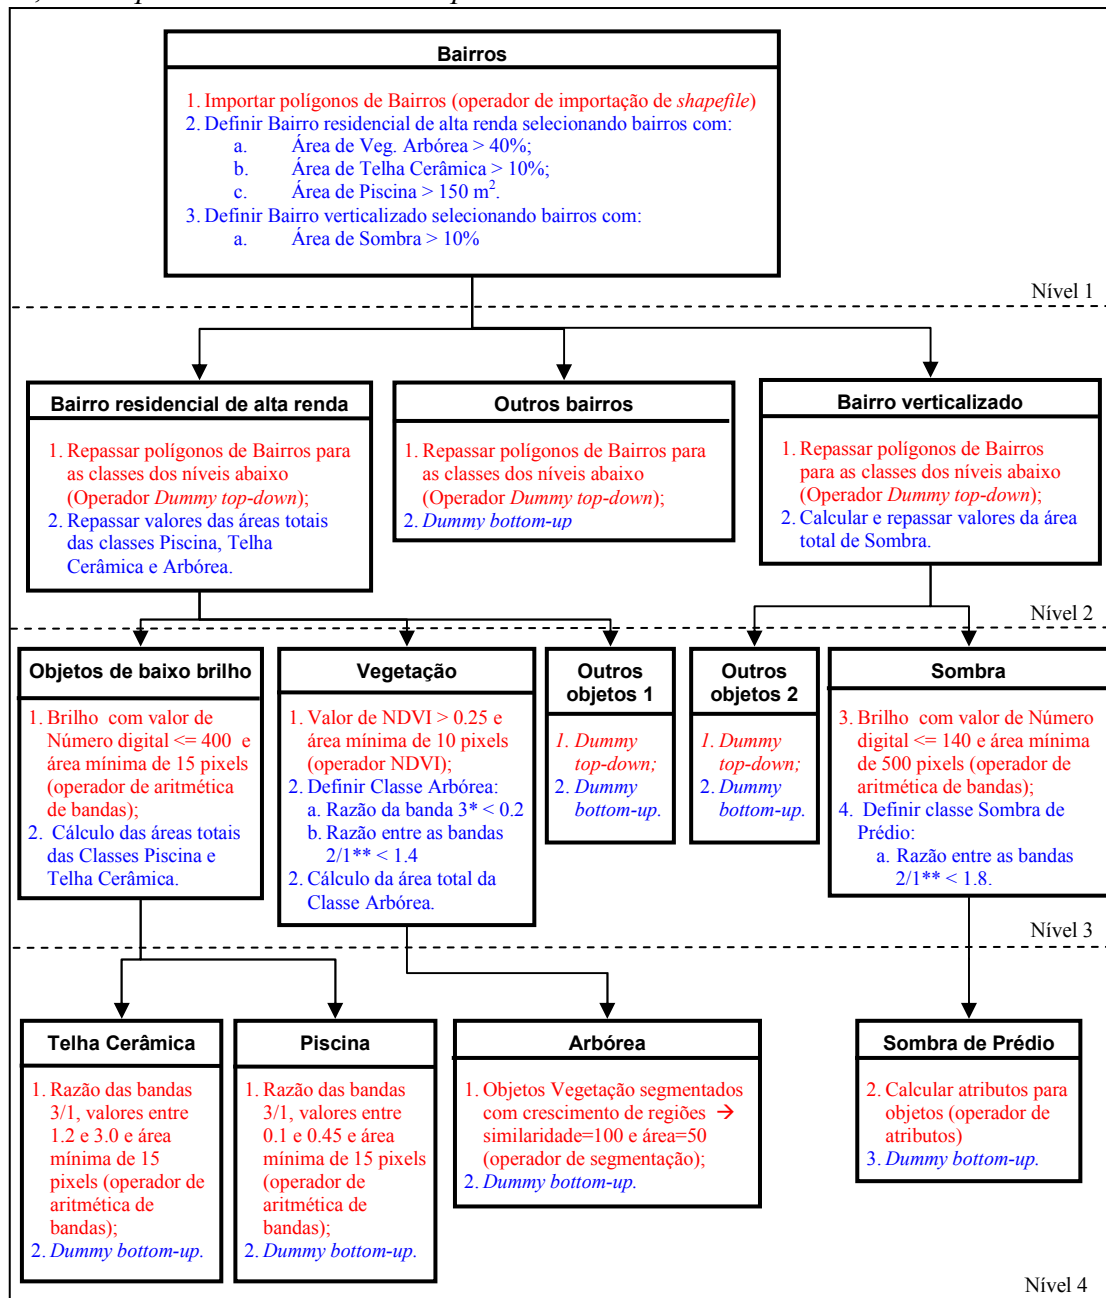 Bairros
1. Importar polígonos de Bairros (operador de importação de shapefile)
2. Definir Bairro residencial de alta renda selecionando bairros com:
a. Área de Veg. Arbórea > 40%;
b. Área de Telha Cerâmica > 10%;
c. Área de Piscina > 150 m².
3. Definir Bairro verticalizado selecionando bairros com:
a. Área de Sombra > 10%
Nível 1
Bairro residencial de alta renda
1. Repassar polígonos de Bairros para
as classes dos níveis abaixo
(Operador Dummy top-down);
2. Repassar valores das áreas totais
das classes Piscina, Telha
Cerâmica e Arbórea.
Outros bairros
1. Repassar polígonos de Bairros para
as classes dos níveis abaixo
(Operador Dummy top-down);
2. Dummy bottom-up
Bairro verticalizado
1. Repassar polígonos de Bairros
para as classes dos níveis abaixo
(Operador Dummy top-down);
2. Calcular e repassar valores da área
total de Sombra.
Nível 2
Objetos de baixo brilho
1. Brilho com valor de
Número digital <= 400 e
área mínima de 15 pixels
(operador de aritmética
de bandas);
2. Cálculo das áreas totais
das Classes Piscina e
Telha Cerâmica.
Vegetação
1. Valor de NDVI > 0.25 e
área mínima de 10 pixels
(operador NDVI);
2. Definir Classe Arbórea:
a. Razão da banda 3* < 0.2
b. Razão entre as bandas
2/1** < 1.4
2. Cálculo da área total da
Classe Arbórea.
Outros
objetos 1
1. Dummy
top-down;
2. Dummy
bottom-up.
Outros
objetos 2
1. Dummy
top-down;
2. Dummy
bottom-up.
Sombra
3. Brilho com valor de Número
digital <= 140 e área mínima
de 500 pixels (operador de
aritmética de bandas);
4. Definir classe Sombra de
Prédio:
a. Razão entre as bandas
2/1** < 1.8.
Nível 3
Telha Cerâmica
1. Razão das bandas
3/1, valores entre
1.2 e 3.0 e área
mínima de 15
pixels (operador de
aritmética de
bandas);
2. Dummy bottom-up.
Piscina
1. Razão das bandas
3/1, valores entre
0.1 e 0.45 e área
mínima de 15 pixels
(operador de
aritmética de
bandas);
2. Dummy bottom-up.
Arbórea
1. Objetos Vegetação segmentados
com crescimento de regiões →
similaridade=100 e área=50
(operador de segmentação);
2. Dummy bottom-up.
Sombra de Prédio
2. Calcular atributos para
objetos (operador de
atributos)
3. Dummy bottom-up.
Nível 4